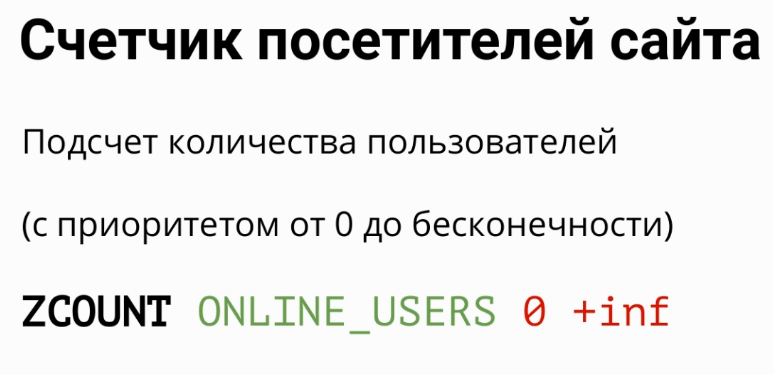 Счетчик посетителей сайта
Подсчет количества пользователей
(с приоритетом от 0 до бесконечности)
ZCOUNT ONLINE_USERS 0 +inf